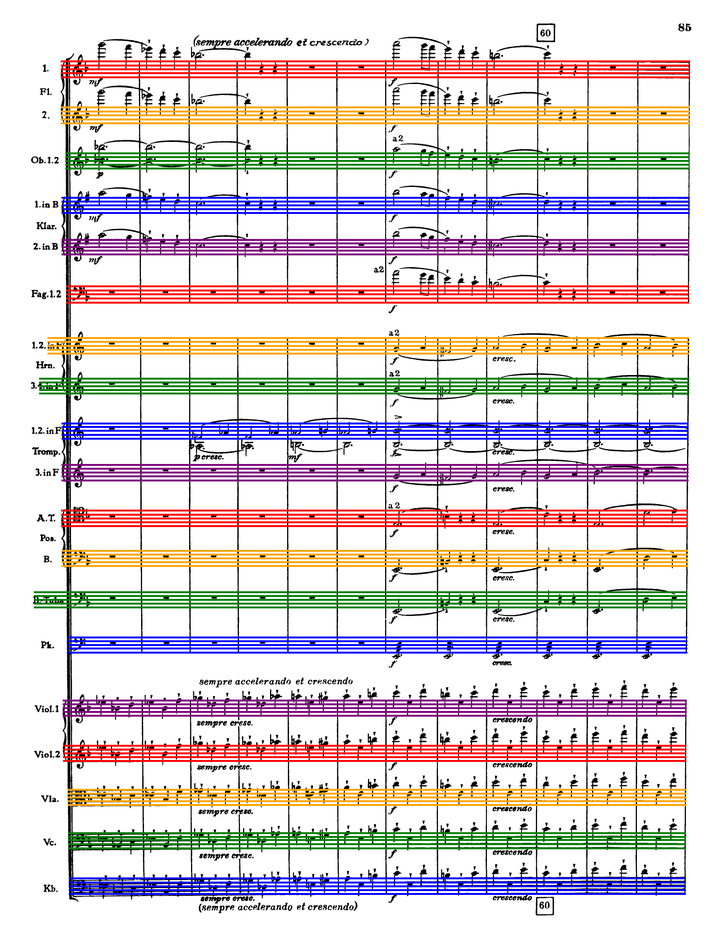 60
85
(sempre accelerando et crescendo)
1.
mf
f
Fl.
2.
mf
f
a2
Ob.1.2
p
f
1. in B
mf
f
Klar.
2. in B
mf
f
a2
Fag.1.2
f
a2
1.2.
f
cresc.
Hrn.
a2
f
cresc.
1.2. in F
p cresc.
mf
f
cresc.
Tromp.
3. in F
f
cresc.
a2
A. T.
f
cresc.
Pos.
B.
f
cresc.
f
cresc.
Pk.
f
cresc.
sempre accelerando et crescendo
Viol.1
sempre cresc.
f
crescendo
Viol.2
sempre cresc.
f
crescendo
Vla.
sempre cresc.
f
crescendo
Vc.
sempre cresc.
f
crescendo
Kb.
sempre cresc.
f
crescendo
(sempre accelerando et crescendo)
60